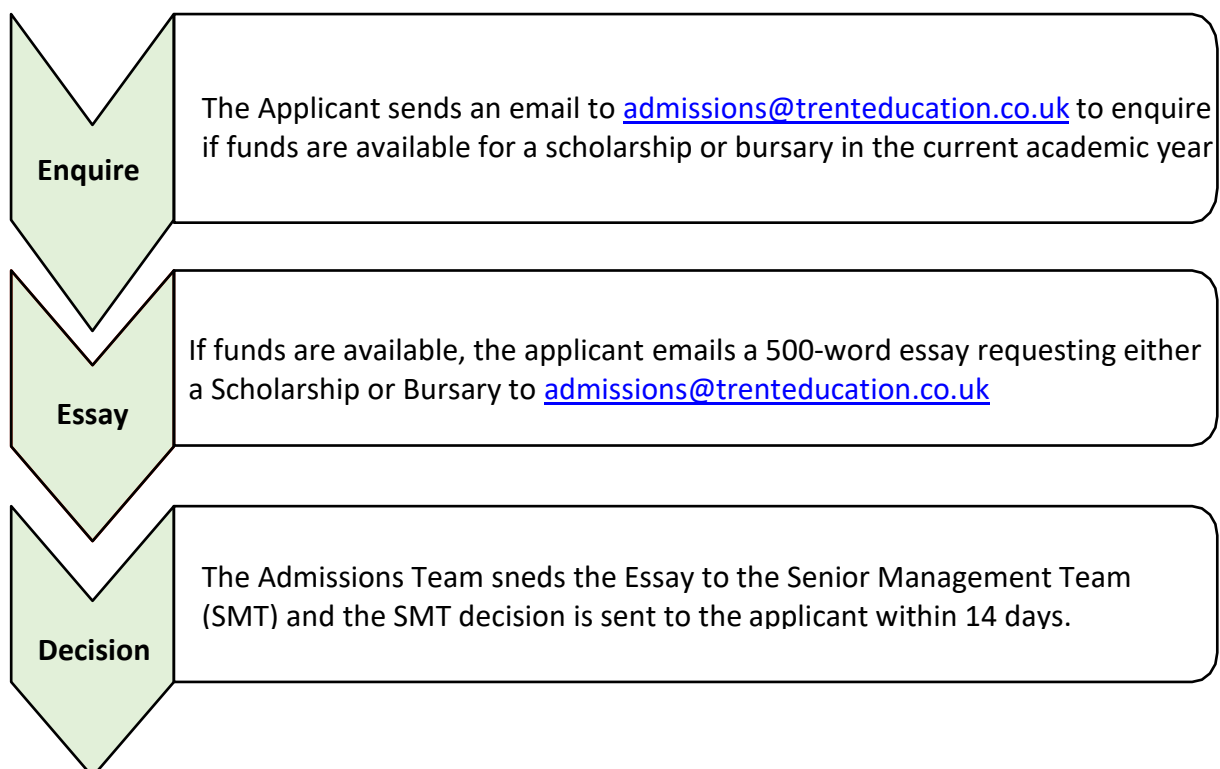 The Applicant sends an email to admissions@trenteducation.co.uk to enquire
if funds are available for a scholarship or bursary in the current academic year
Enquire
If funds are available, the applicant emails a 500-word essay requesting either
a Scholarship or Bursary to admissions@trenteducation.co.uk
Essay
The Admissions Team sneds the Essay to the Senior Management Team
(SMT) and the SMT decision is sent to the applicant within 14 days.
Decision